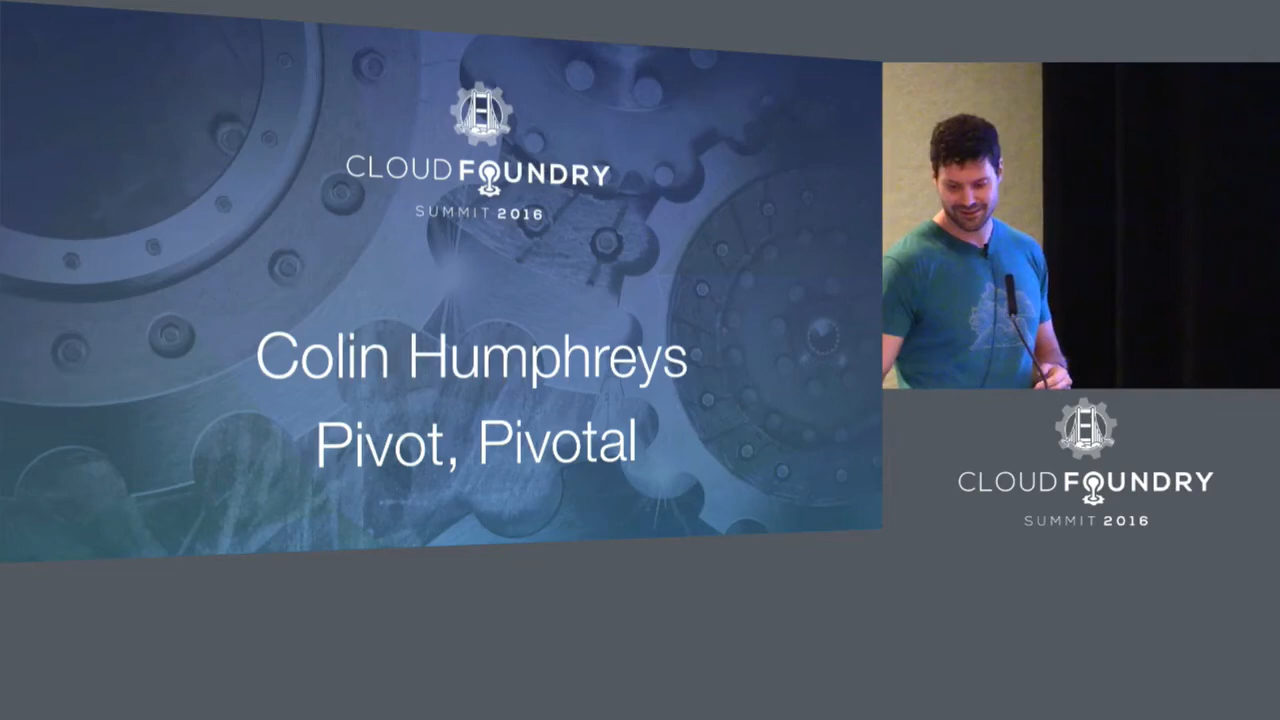 CLOUD FOUNDRY
SUMMIT 2016
Colin Humphreys
Pivot, Pivotal
CLOUD FOUNDRY
SUMMIT 2016